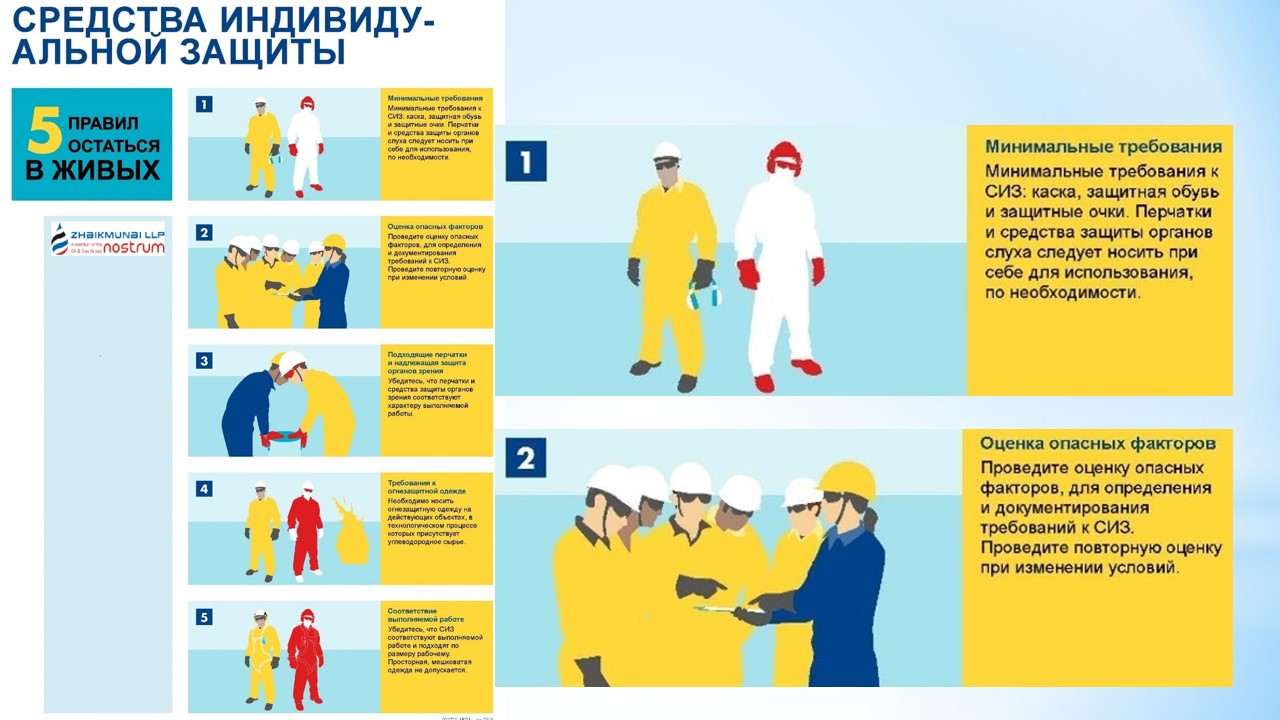 СРЕДСТВА ИНДИВИДУ-
АЛЬНОЙ ЗАЩИТЫ
5 ПРАВИЛ
ОСТАТЬСЯ
В ЖИВЫХ
ZHAIKMUNAI LLP
A member of the
Oil & Gas Group
nostrum
1
Минимальные требования
Минимальные требования к
СИЗ: каска, защитная обувь
и защитные очки. Перчатки
и средства защиты органов
слуха следует носить при
себе для использования,
по необходимости.
2
Оценка опасных факторов
Проведите оценку опасных
факторов, для определения
и документирования
требований к СИЗ.
Проведите повторную оценку
при изменении условий.
3
Подходящие перчатки
и надлежащая защита
органов зрения
Убедитесь, что перчатки и
средства защиты органов
зрения соответствуют
характеру выполняемой
работы.
4
Требования к
огнезащитной одежде
Необходимо носить
огнезащитную одежду на
действующих объектах, в
технологическом процессе
которых присутствует
углеводородное сырье.
5
Соответствие
выполняемой работе
Убедитесь, что СИЗ
соответствуют выполняемой
работе и подходят по
размеру рабочему.
Просторная, мешковатая
одежда не допускается.
1
Минимальные требования
Минимальные требования к
СИЗ: каска, защитная обувь
и защитные очки. Перчатки
и средства защиты органов
слуха следует носить при
себе для использования,
по необходимости.
2
Оценка опасных факторов
Проведите оценку опасных
факторов, для определения
и документирования
требований к СИЗ.
Проведите повторную оценку
при изменении условий.